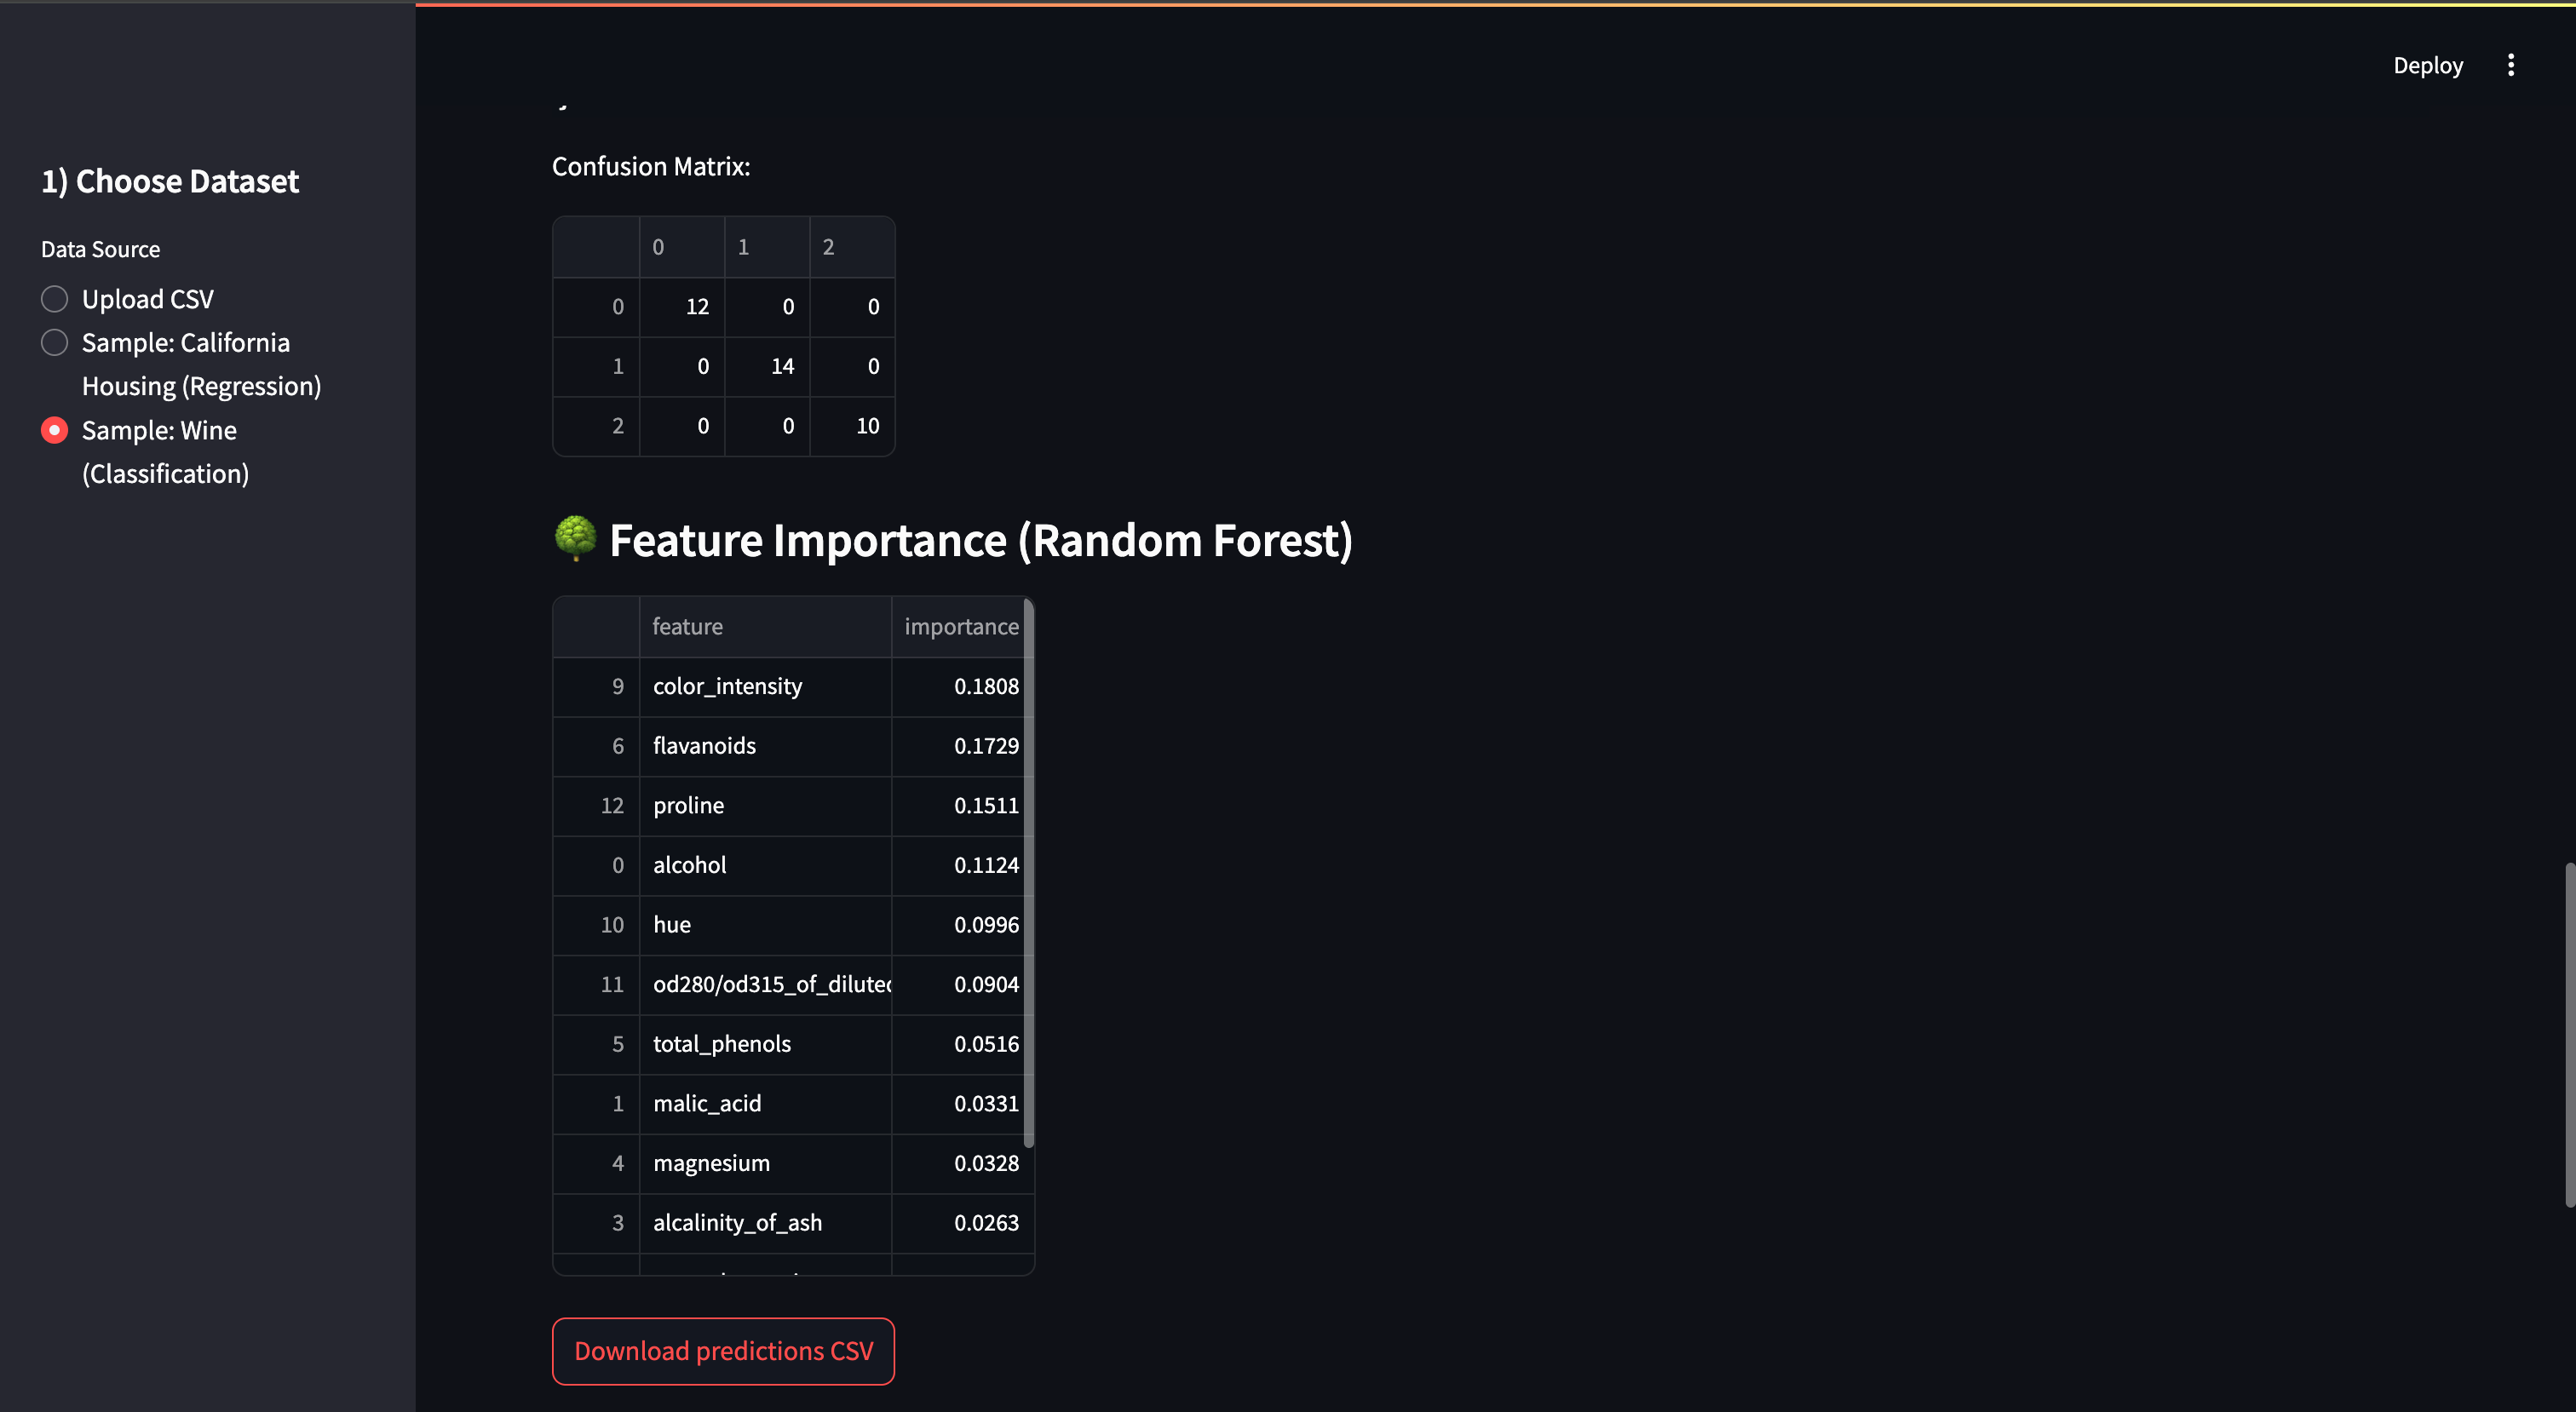 Deploy
1) Choose Dataset
Data Source
Upload CSV
Sample: California
Housing (Regression)
Sample: Wine
(Classification)
Confusion Matrix:
0 1 2
0 12 0 0
1 0 14 0
2 0 0 10
Feature Importance (Random Forest)
feature importance
9 color_intensity 0.1808
6 flavanoids 0.1729
12 proline 0.1511
0 alcohol 0.1124
10 hue 0.0996
11 od280/od315_of_diluted 0.0904
5 total_phenols 0.0516
1 malic_acid 0.0331
4 magnesium 0.0328
3 alcalinity_of_ash 0.0263
Download predictions CSV